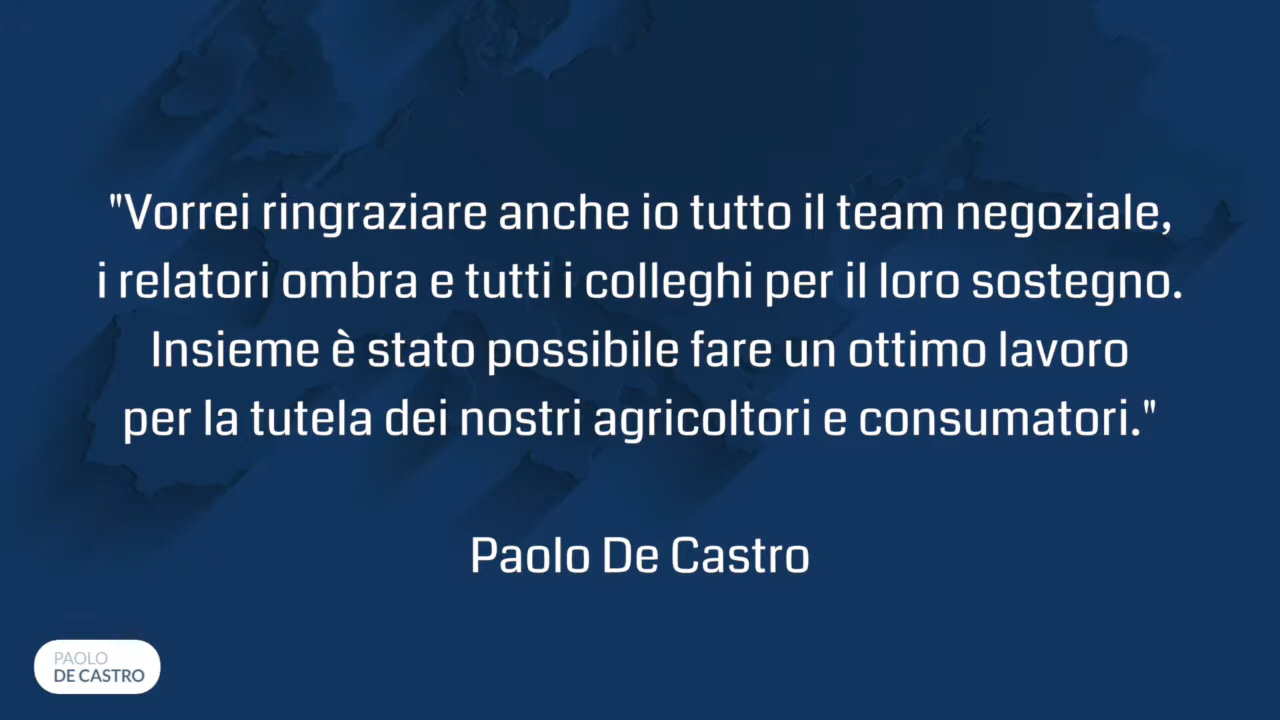 "Vorrei ringraziare anche io tutto il team negoziale,
i relatori ombra e tutti i colleghi per il loro sostegno.
Insieme è stato possibile fare un ottimo lavoro
per la tutela dei nostri agricoltori e consumatori."
Paolo De Castro
PAOLO
DE CASTRO